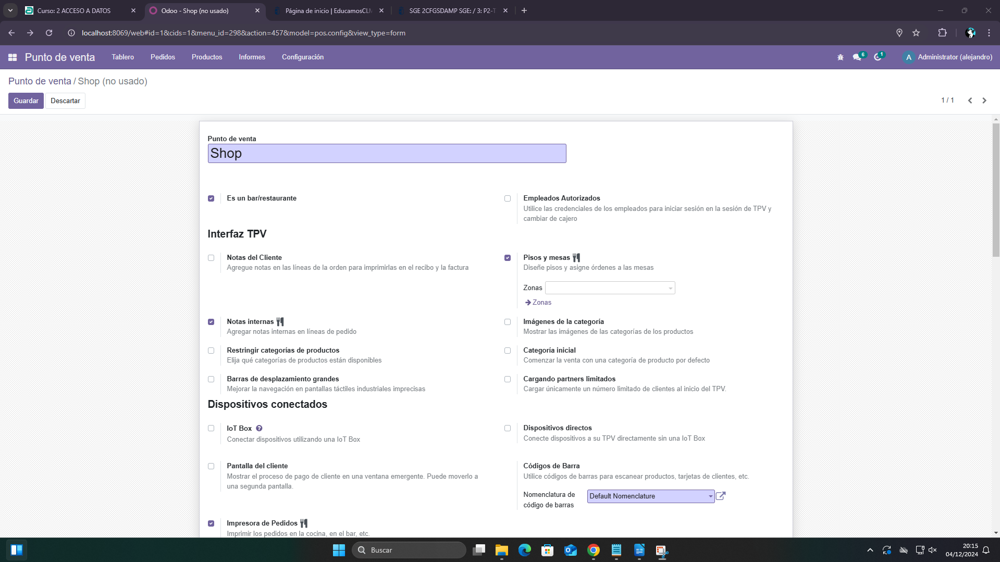 Curso: 2 ACCESO A DATOS
Odoo - Shop (no usado)
Página de inicio | EducamosCLM
SGE 2CFGSDAMP SGE: / 3: P2-T
localhost:8069/web#id=1&cids=1&menu_id=298&action=457&model=pos.config&view_type=form
Punto de venta
Tablero
Pedidos
Productos
Informes
Configuración
6
1
A
Administrator (alejandro)
Punto de venta / Shop (no usado)
Guardar
Descartar
1 / 1
Punto de venta
Shop
Es un bar/restaurante
Empleados Autorizados
Utilice las credenciales de los empleados para iniciar sesión en la sesión de TPV y
cambiar de cajero
Interfaz TPV
Notas del Cliente
Agregue notas en las líneas de la orden para imprimirlas en el recibo y la factura
Pisos y mesas
Diseñe pisos y asigne órdenes a las mesas
Zonas
Zonas
Notas internas
Agregar notas internas en líneas de pedido
Imágenes de la categoría
Mostrar las imágenes de las categorías de los productos
Restringir categorías de productos
Elija qué categorías de productos están disponibles
Categoría inicial
Comenzar la venta con una categoría de producto por defecto
Barras de desplazamiento grandes
Mejorar la navegación en pantallas táctiles industriales imprecisas
Cargando partners limitados
Cargar únicamente un número limitado de clientes al inicio del TPV.
Dispositivos conectados
IoT Box
Conectar dispositivos utilizando una IoT Box
Dispositivos directos
Conecte dispositivos a su TPV directamente sin una IoT Box
Pantalla del cliente
Mostrar el proceso de pago de cliente en una ventana emergente. Puede moverlo a
una segunda pantalla.
Códigos de Barra
Utilice códigos de barras para escanear productos, tarjetas de clientes, etc.
Nomenclatura de
código de barras
Default Nomenclature
Impresora de Pedidos
Imprimir los pedidos en la cocina, en el bar, etc.
Buscar
20:15
04/12/2024